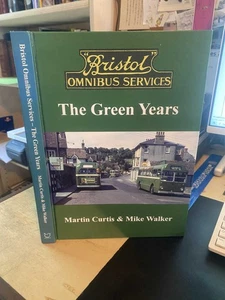 Bristol Omnibus Services – The Green Years
Martin Curtis & Mike Walker
"Bristol"
OMNIBUS SERVICES
The Green Years
Martin Curtis & Mike Walker